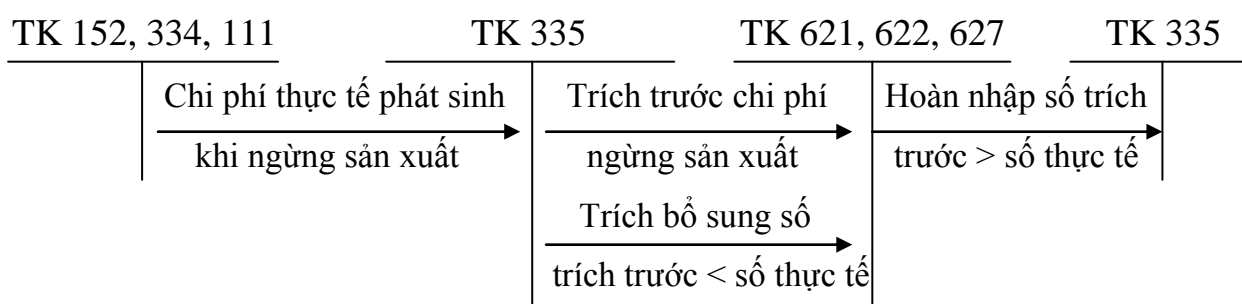 TK 152, 334, 111 TK 335 TK 621, 622, 627 TK 335
Chi phí thực tế phát sinh Trích trước chi phí Hoàn nhập số trích
khi ngừng sản xuất ngừng sản xuất trước > số thực tế
Trích bổ sung số
trích trước < số thực tế